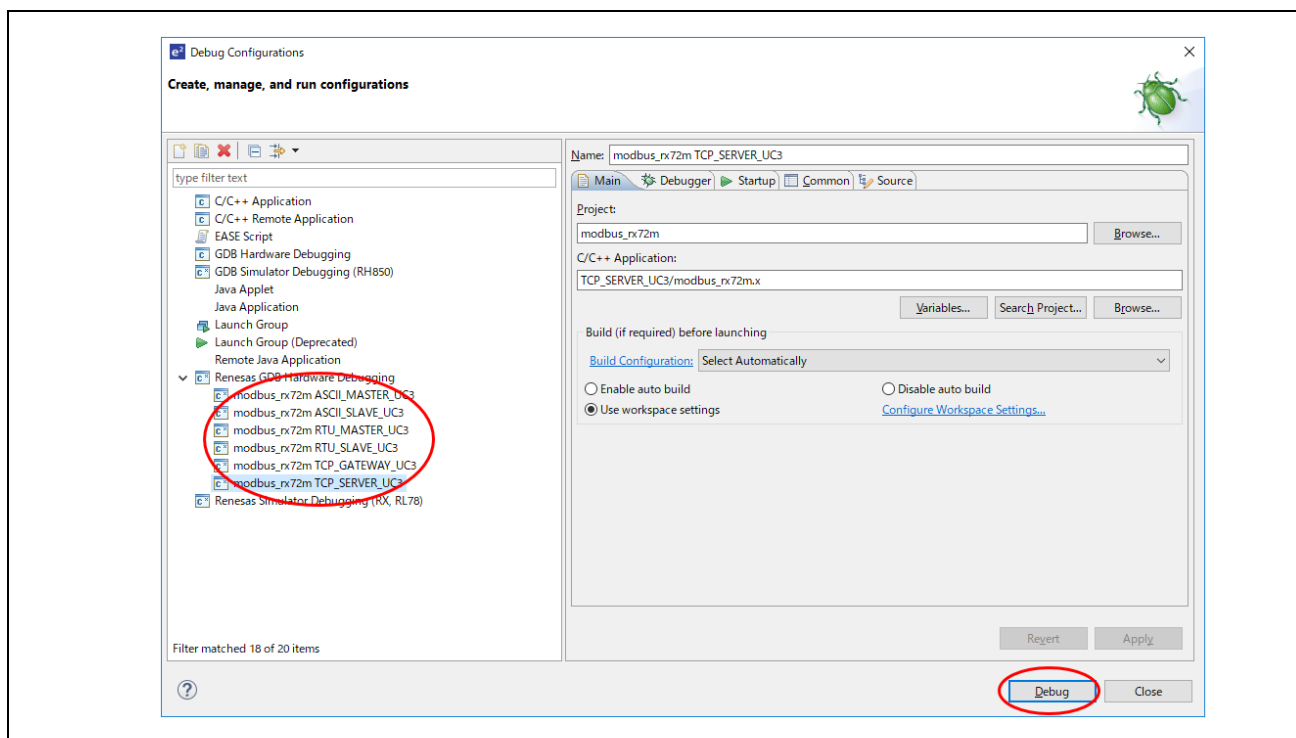 e² Debug Configurations
Create, manage, and run configurations
type filter text
C/C++ Application
C/C++ Remote Application
EASE Script
GDB Hardware Debugging
GDB Simulator Debugging (RH850)
Java Applet
Java Application
Launch Group
Launch Group (Deprecated)
Remote Java Application
Renesas GDB Hardware Debugging
modbus_rx72m ASCII_MASTER_UC3
modbus_rx72m ASCII_SLAVE_UC3
modbus_rx72m RTU_MASTER_UC3
modbus_rx72m RTU_SLAVE_UC3
modbus_rx72m TCP_GATEWAY_UC3
modbus_rx72m TCP_SERVER_UC3
Renesas Simulator Debugging (RX, RL78)
Filter matched 18 of 20 items
Name: modbus_rx72m TCP_SERVER_UC3
Main Debugger Startup Common Source
Project:
modbus_rx72m Browse...
C/C++ Application:
TCP_SERVER_UC3/modbus_rx72m.x
Variables... Search Project... Browse...
Build (if required) before launching
Build Configuration: Select Automatically
Enable auto build Disable auto build
Use workspace settings Configure Workspace Settings...
Revert Apply
? Debug Close